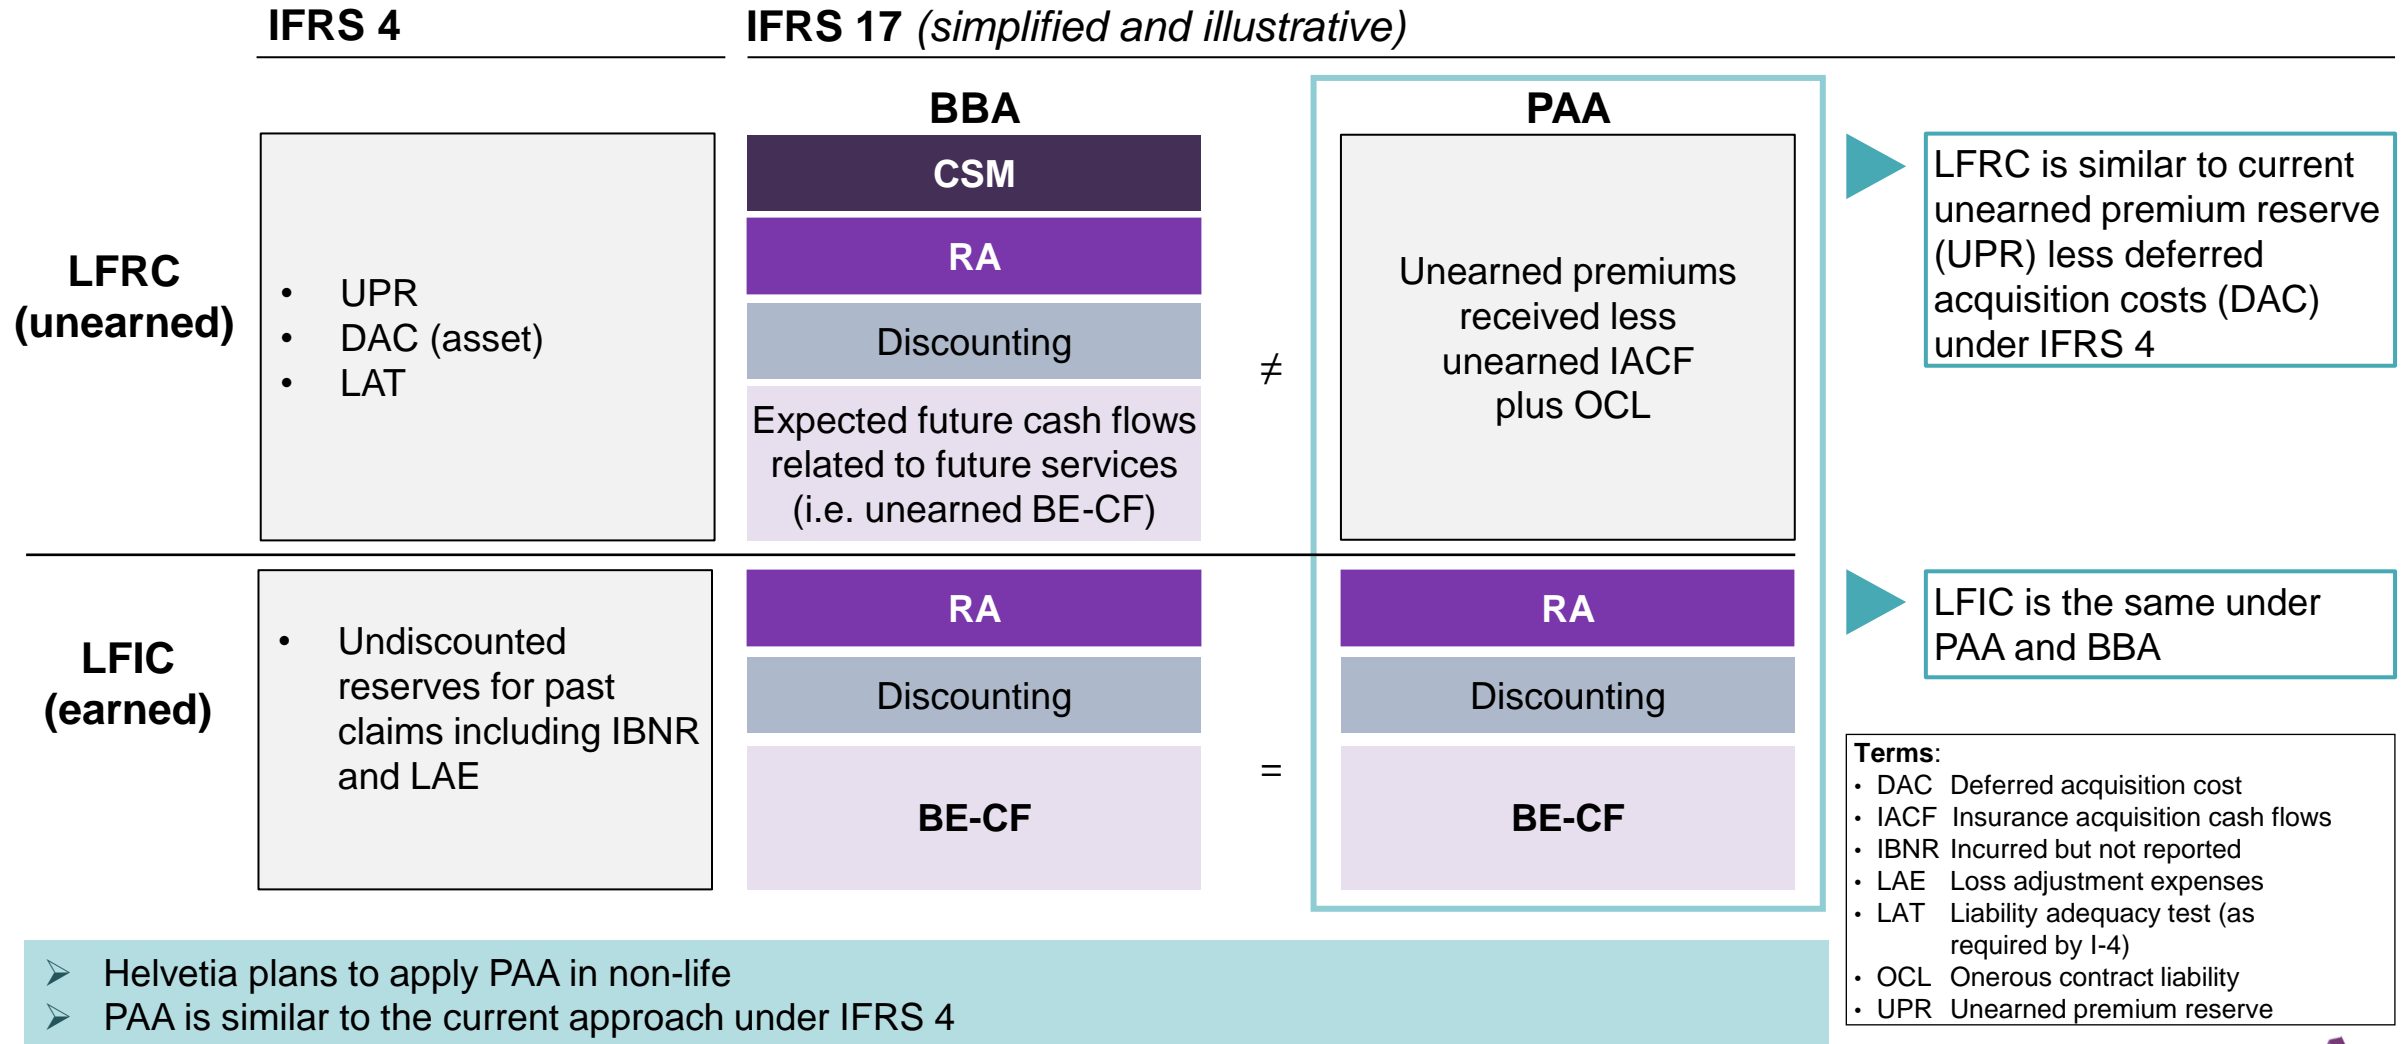 IFRS 4
IFRS 17 (simplified and illustrative)
BBA
PAA
LFRC
(unearned)
• UPR
• DAC (asset)
• LAT
CSM
RA
Discounting
Expected future cash flows
related to future services
(i.e. unearned BE-CF)
≠
Unearned premiums
received less
unearned IACF
plus OCL
LFRC is similar to current
unearned premium reserve
(UPR) less deferred
acquisition costs (DAC)
under IFRS 4
LFIC
(earned)
• Undiscounted
reserves for past
claims including IBNR
and LAE
RA
Discounting
BE-CF
=
RA
Discounting
BE-CF
LFIC is the same under
PAA and BBA
Terms:
• DAC Deferred acquisition cost
• IACF Insurance acquisition cash flows
• IBNR Incurred but not reported
• LAE Loss adjustment expenses
• LAT Liability adequacy test (as
required by I-4)
• OCL Onerous contract liability
• UPR Unearned premium reserve
➢ Helvetia plans to apply PAA in non-life
➢ PAA is similar to the current approach under IFRS 4